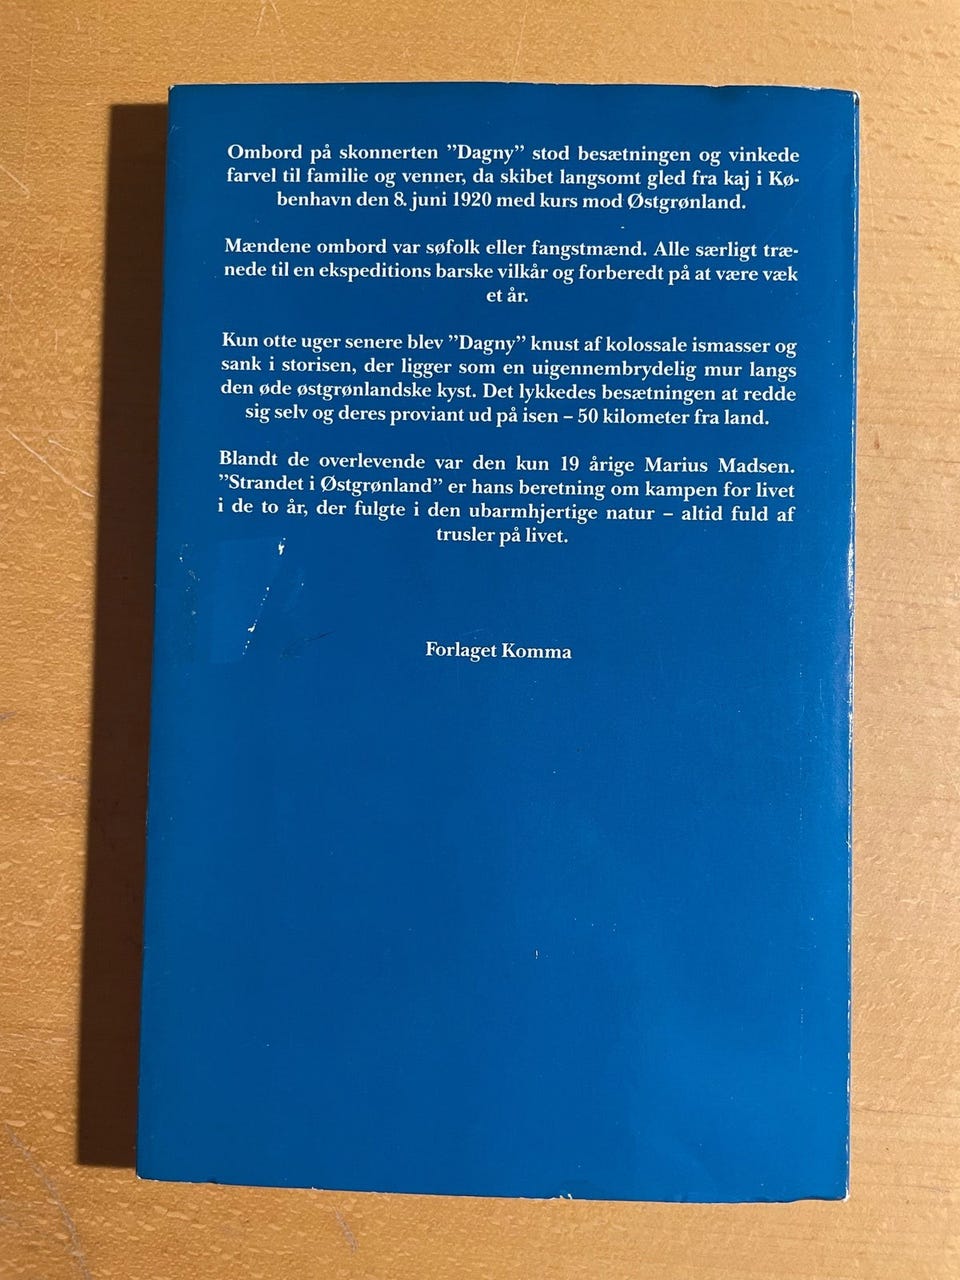 Ombord på skonnerten ”Dagny” stod besætningen og vinkede
farvel til familie og venner, da skibet langsomt gled fra kaj i Kø-
benhavn den 8. juni 1920 med kurs mod Østgrønland.
Mændene ombord var søfolk eller fangstmænd. Alle særligt træ-
nede til en ekspeditions barske vilkår og forberedt på at være væk
et år.
Kun otte uger senere blev ”Dagny” knust af kolossale ismasser og
sank i storisen, der ligger som en uigennembrydelig mur langs
den øde østgrønlandske kyst. Det lykkedes besætningen at redde
sig selv og deres proviant ud på isen – 50 kilometer fra land.
Blandt de overlevende var den kun 19 årige Marius Madsen.
”Strandet i Østgrønland” er hans beretning om kampen for livet
i de to år, der fulgte i den ubarmhjertige natur – altid fuld af
trusler på livet.
Forlaget Komma